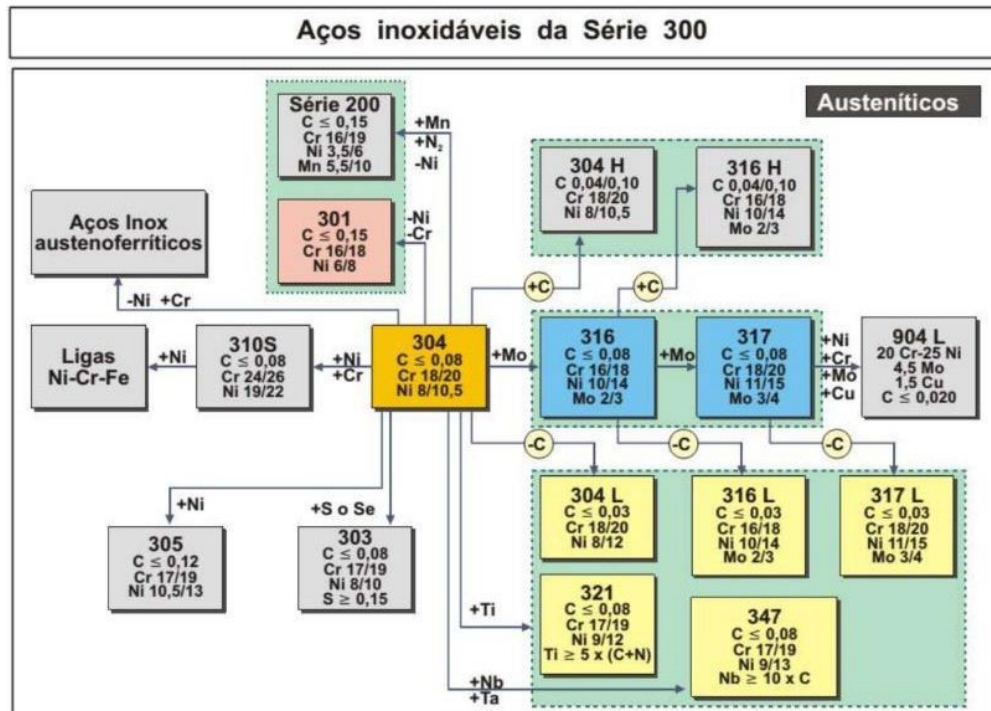 Aços inoxidáveis da Série 300
Austeníticos
Série 200
C ≤ 0,15
Cr 16/19
Ni 3,5/6
Mn 5,5/10
+Mn
+N₂
-Ni
301
C ≤ 0,15
Cr 16/18
Ni 6/8
-Ni
-Cr
304 H
C 0,04/0,10
Cr 18/20
Ni 8/10,5
316 H
C 0,04/0,10
Cr 16/18
Ni 10/14
Mo 2/3
+C
+C
Aços Inox
austenoferríticos
-Ni +Cr
Ligas
Ni-Cr-Fe
+Ni
310S
C ≤ 0,08
Cr 24/26
Ni 19/22
+Ni
+Cr
304
C ≤ 0,08
Cr 18/20
Ni 8/10,5
+Mo
316
C ≤ 0,08
Cr 16/18
Ni 10/14
Mo 2/3
+Mo
317
C ≤ 0,08
Cr 18/20
Ni 11/15
Mo 3/4
+Ni
+Cr
+Mo
+Cu
904 L
20 Cr-25 Ni
4,5 Mo
1,5 Cu
C ≤ 0,020
-C
-C
-C
+Ni
305
C ≤ 0,12
Cr 17/19
Ni 10,5/13
+S o Se
303
C ≤ 0,08
Cr 17/19
Ni 8/10
S ≥ 0,15
304 L
C ≤ 0,03
Cr 18/20
Ni 8/12
316 L
C ≤ 0,03
Cr 16/18
Ni 10/14
Mo 2/3
317 L
C ≤ 0,03
Cr 18/20
Ni 11/15
Mo 3/4
+Ti
321
C ≤ 0,08
Cr 17/19
Ni 9/12
Ti ≥ 5 x (C+N)
+Nb
+Ta
347
C ≤ 0,08
Cr 17/19
Ni 9/13
Nb ≥ 10 x C